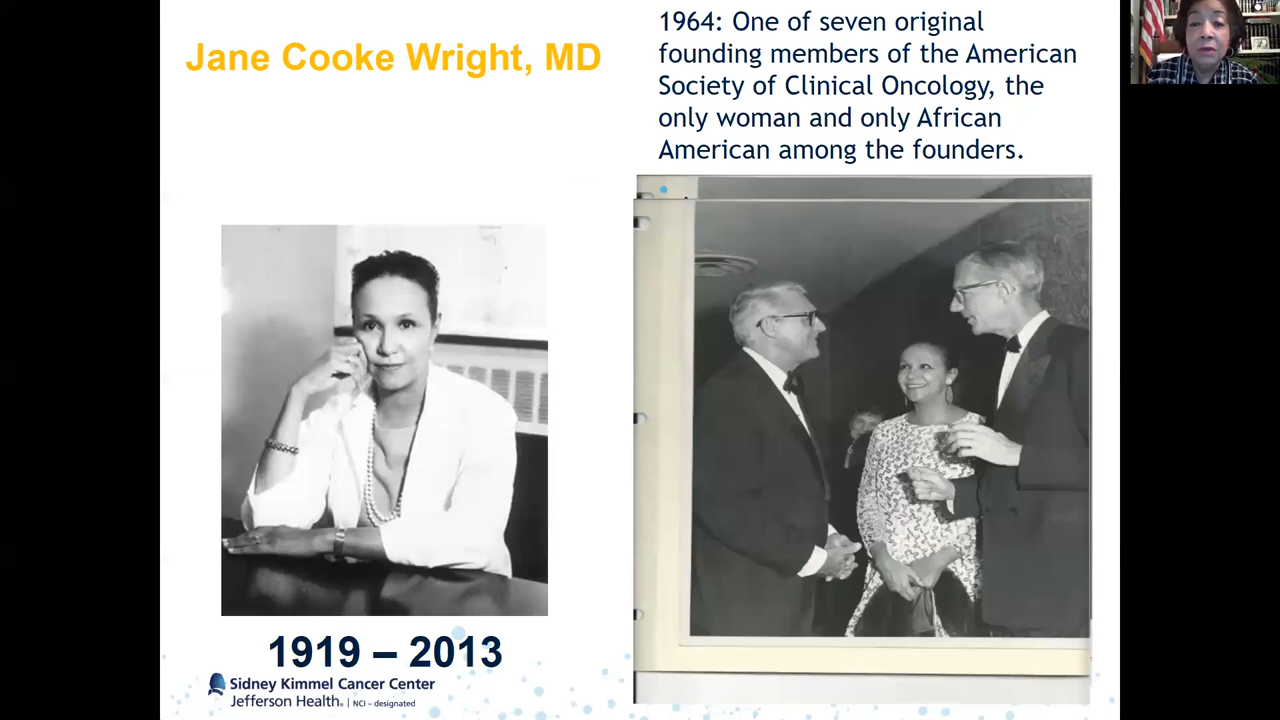 Jane Cooke Wright, MD
1964: One of seven original
founding members of the American
Society of Clinical Oncology, the
only woman and only African
American among the founders.
1919 – 2013
Sidney Kimmel Cancer Center
Jefferson Health. | NCI – designated